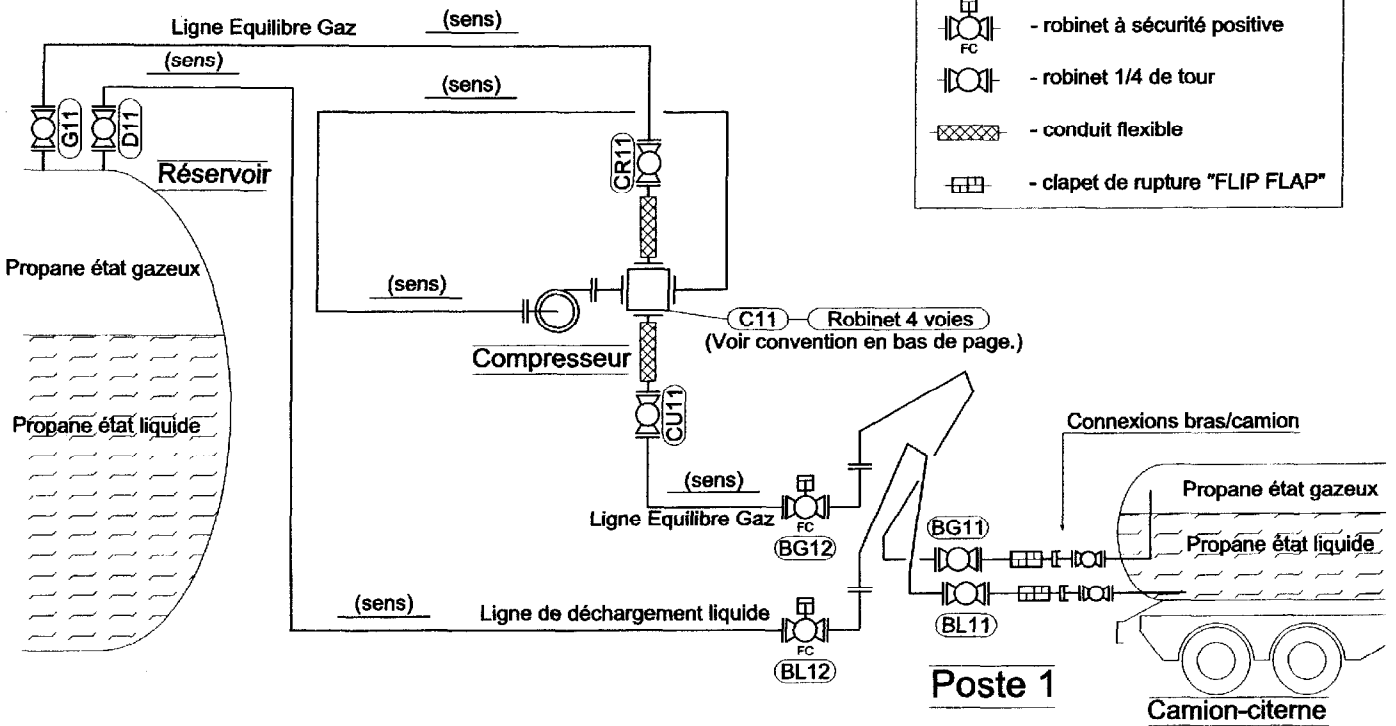 Ligne Equilibre Gaz
(sens)
(sens)
(sens)
G11
D11
Réservoir
CR11
FC
- robinet à sécurité positive
- robinet 1/4 de tour
- conduit flexible
- clapet de rupture "FLIP FLAP"
Propane état gazeux
(sens)
C11
Robinet 4 voies
(Voir convention en bas de page.)
Compresseur
Propane état liquide
CU11
Connexions bras/camion
(sens)
Ligne Equilibre Gaz
FC
BG12
BG11
Propane état gazeux
Propane état liquide
(sens)
Ligne de déchargement liquide
FC
BL12
BL11
Poste 1
Camion-citerne